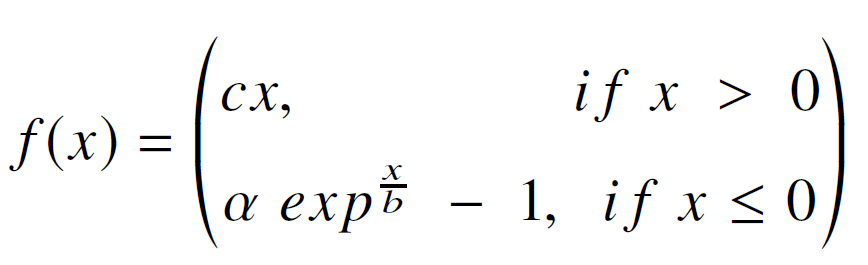 f(x) = ( cx, if x > 0
α exp^{x/b} − 1, if x ≤ 0 )